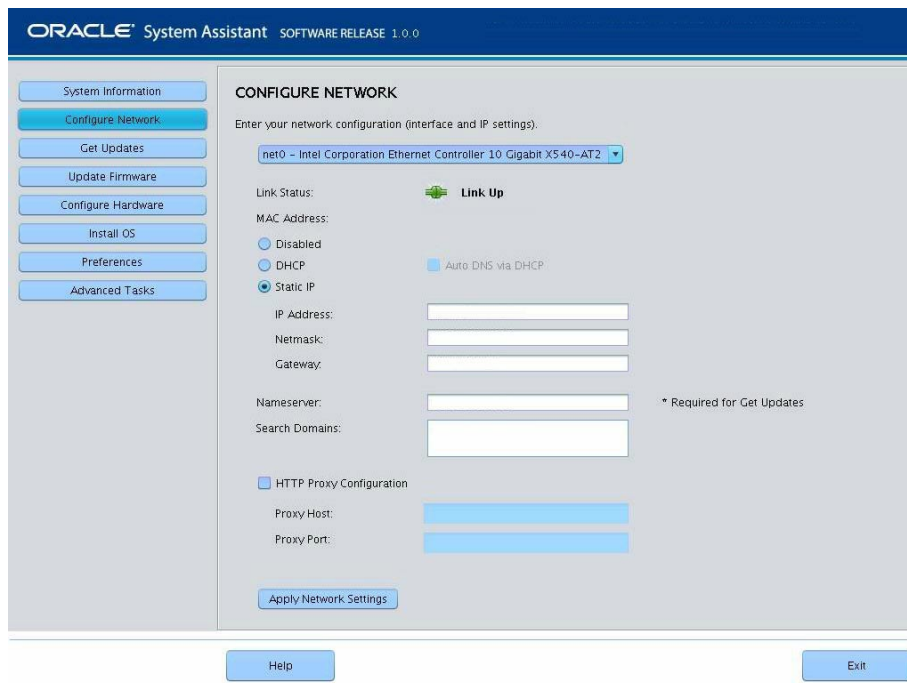 ORACLE® System Assistant SOFTWARE RELEASE 1.0.0
System Information
Configure Network
Get Updates
Update Firmware
Configure Hardware
Install OS
Preferences
Advanced Tasks
CONFIGURE NETWORK
Enter your network configuration (interface and IP settings).
net0 - Intel Corporation Ethernet Controller 10 Gigabit X540-AT2
Link Status: Link Up
MAC Address:
Disabled
DHCP Auto DNS via DHCP
Static IP
IP Address:
Netmask:
Gateway:
Nameserver: * Required for Get Updates
Search Domains:
HTTP Proxy Configuration
Proxy Host:
Proxy Port:
Apply Network Settings
Help Exit